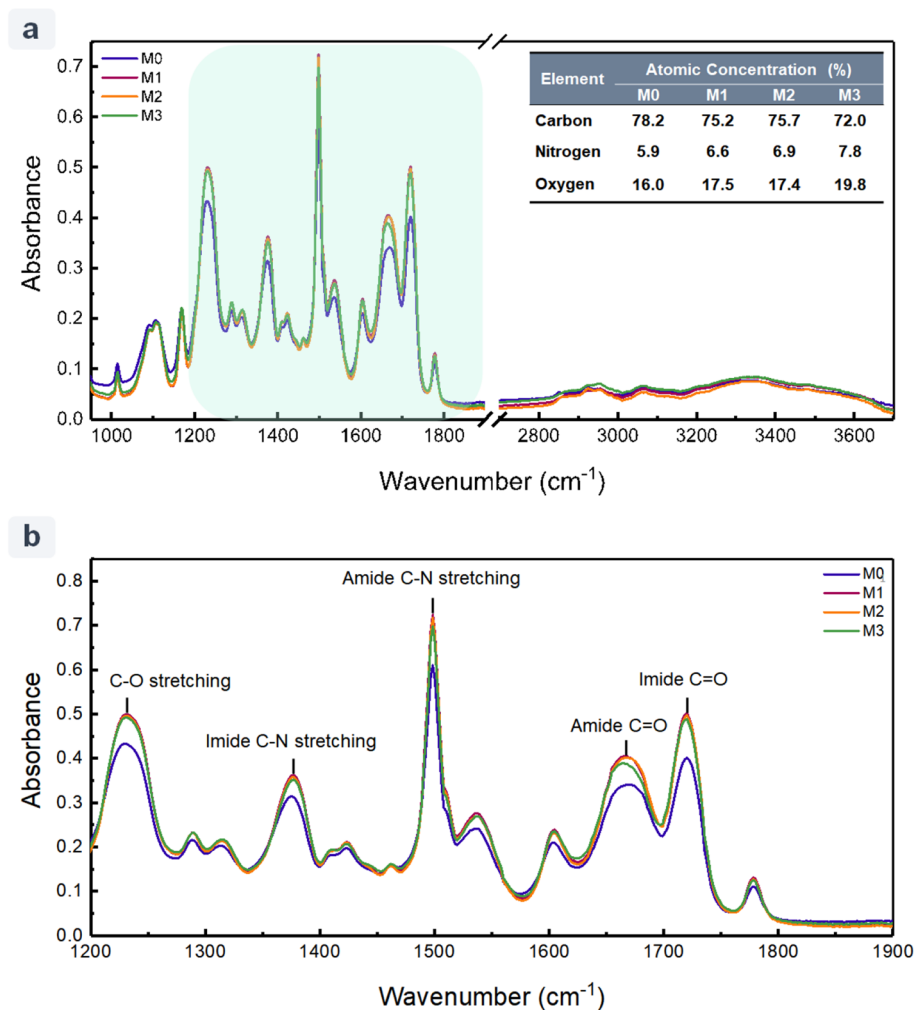 a
M0
M1
M2
M3
Element Atomic Concentration (%)
M0 M1 M2 M3
Carbon 78.2 75.2 75.7 72.0
Nitrogen 5.9 6.6 6.9 7.8
Oxygen 16.0 17.5 17.4 19.8
Absorbance
0.7
0.6
0.5
0.4
0.3
0.2
0.1
0.0
1000 1200 1400 1600 1800 2800 3000 3200 3400 3600
Wavenumber (cm⁻¹)
b
Amide C-N stretching
C-O stretching
Imide C-N stretching
Amide C=O
Imide C=O
M0
M1
M2
M3
Absorbance
0.8
0.7
0.6
0.5
0.4
0.3
0.2
0.1
0.0
1200 1300 1400 1500 1600 1700 1800 1900
Wavenumber (cm⁻¹)